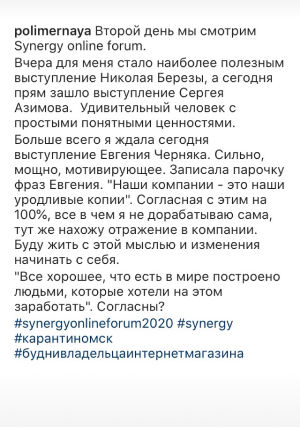 polimernaya Второй день мы смотрим
Synergy online forum.
Вчера для меня стало наиболее полезным
выступление Николая Березы, а сегодня
прям зашло выступление Сергея
Азимова. Удивительный человек с
простыми понятными ценностями.
Больше всего я ждала сегодня
выступление Евгения Черняка. Сильно,
мощно, мотивирующее. Записала парочку
фраз Евгения. "Наши компании - это наши
уродливые копии". Согласная с этим на
100%, все в чем я не дорабатываю сама,
тут же нахожу отражение в компании.
Буду жить с этой мыслью и изменения
начинать с себя.
"Все хорошее, что есть в мире построено
людьми, которые хотели на этом
заработать". Согласны?
#synergyonlineforum2020 #synergy
#карантиномск
#буднивладельцаинтернетмагазина